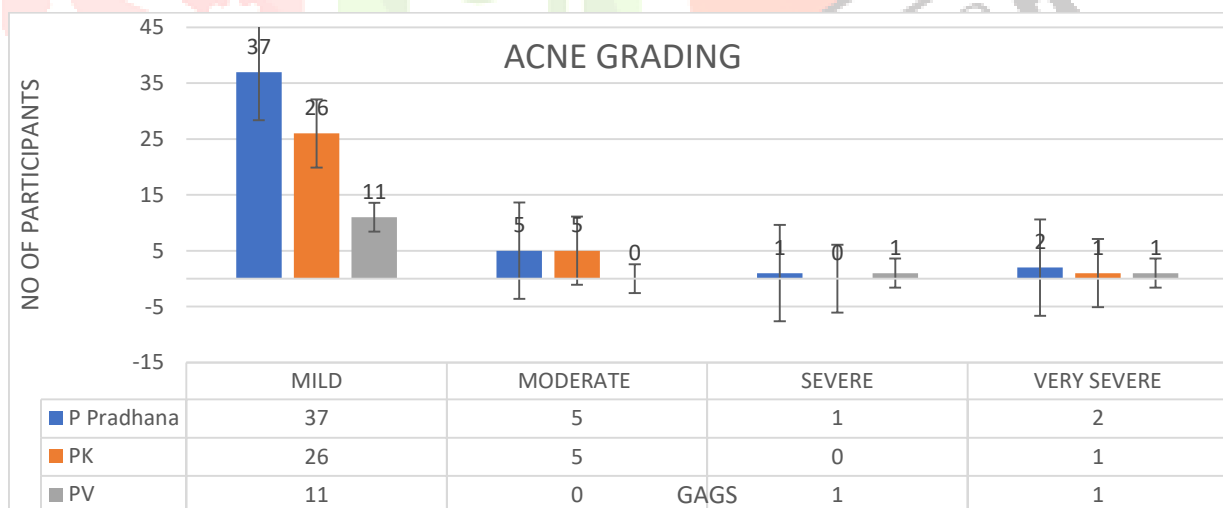 ACNE GRADING
NO OF PARTICIPANTS
45
35
25
15
5
-5
-15
37 26 11
5 5 0
1 0 1
2 1 1
MILD MODERATE SEVERE VERY SEVERE
P Pradhana 37 5 1 2
PK 26 5 0 1
PV 11 0 1 1
GAGS